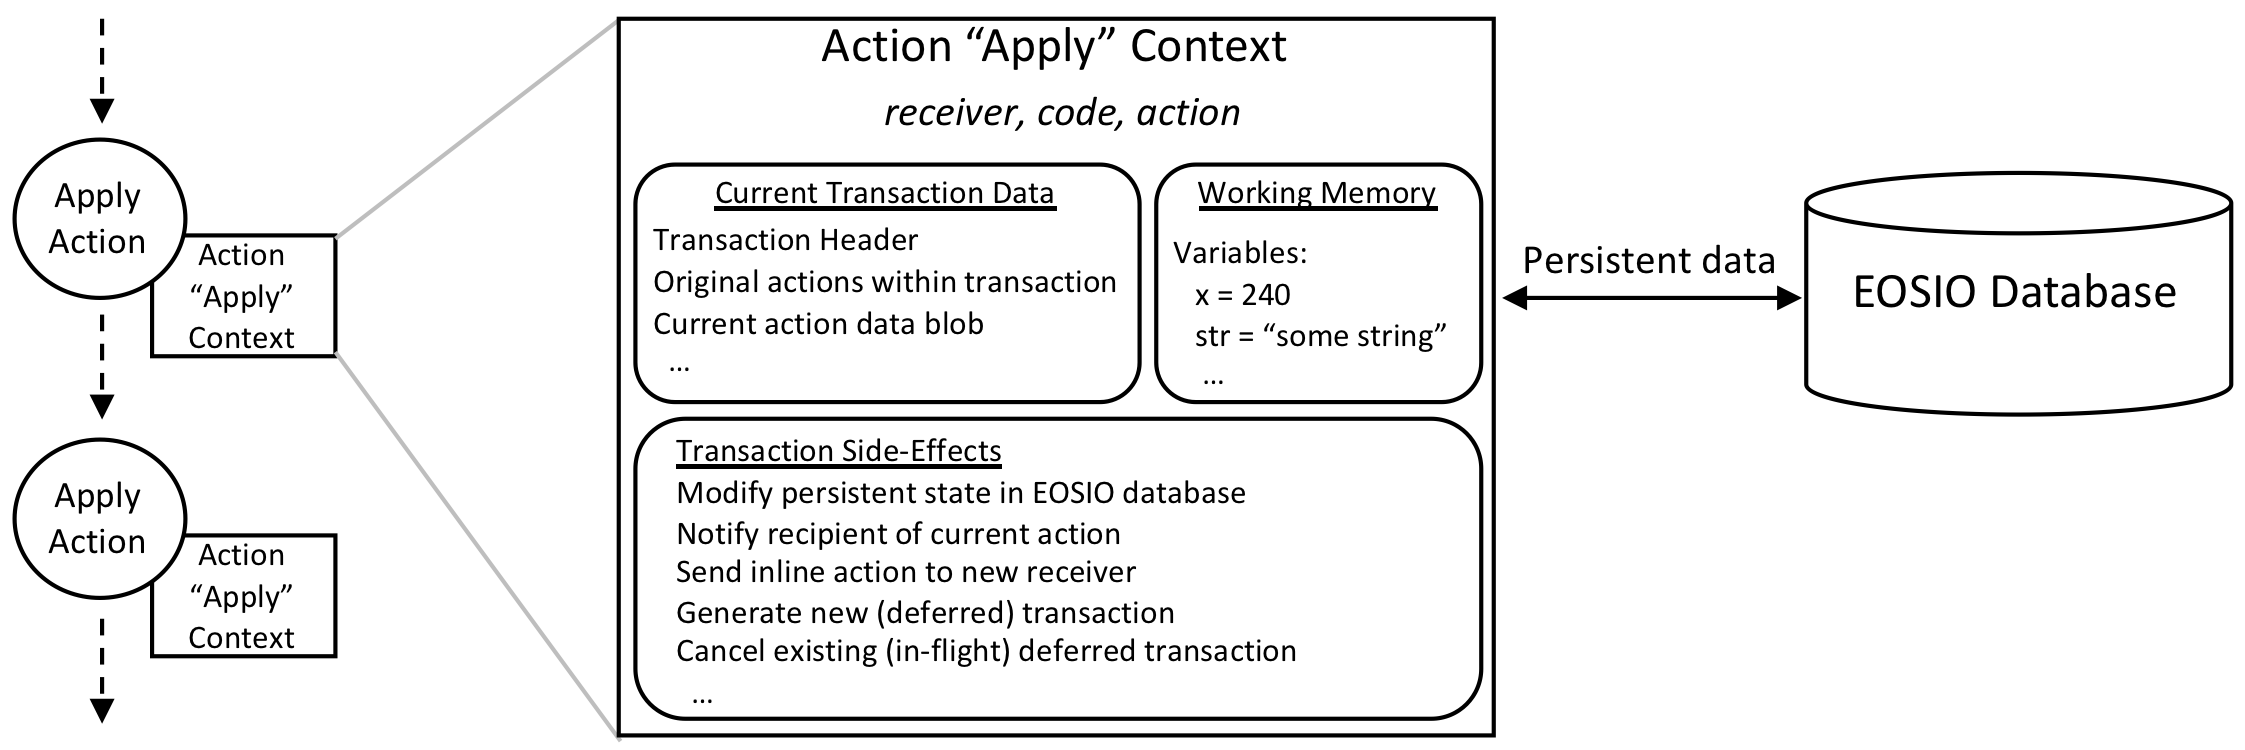 Apply
Action
Action
“Apply”
Context
Apply
Action
Action
“Apply”
Context
Action “Apply” Context
receiver, code, action
Current Transaction Data
Transaction Header
Original actions within transaction
Current action data blob
...
Working Memory
Variables:
x = 240
str = “some string”
...
Transaction Side-Effects
Modify persistent state in EOSIO database
Notify recipient of current action
Send inline action to new receiver
Generate new (deferred) transaction
Cancel existing (in-flight) deferred transaction
...
Persistent data
EOSIO Database